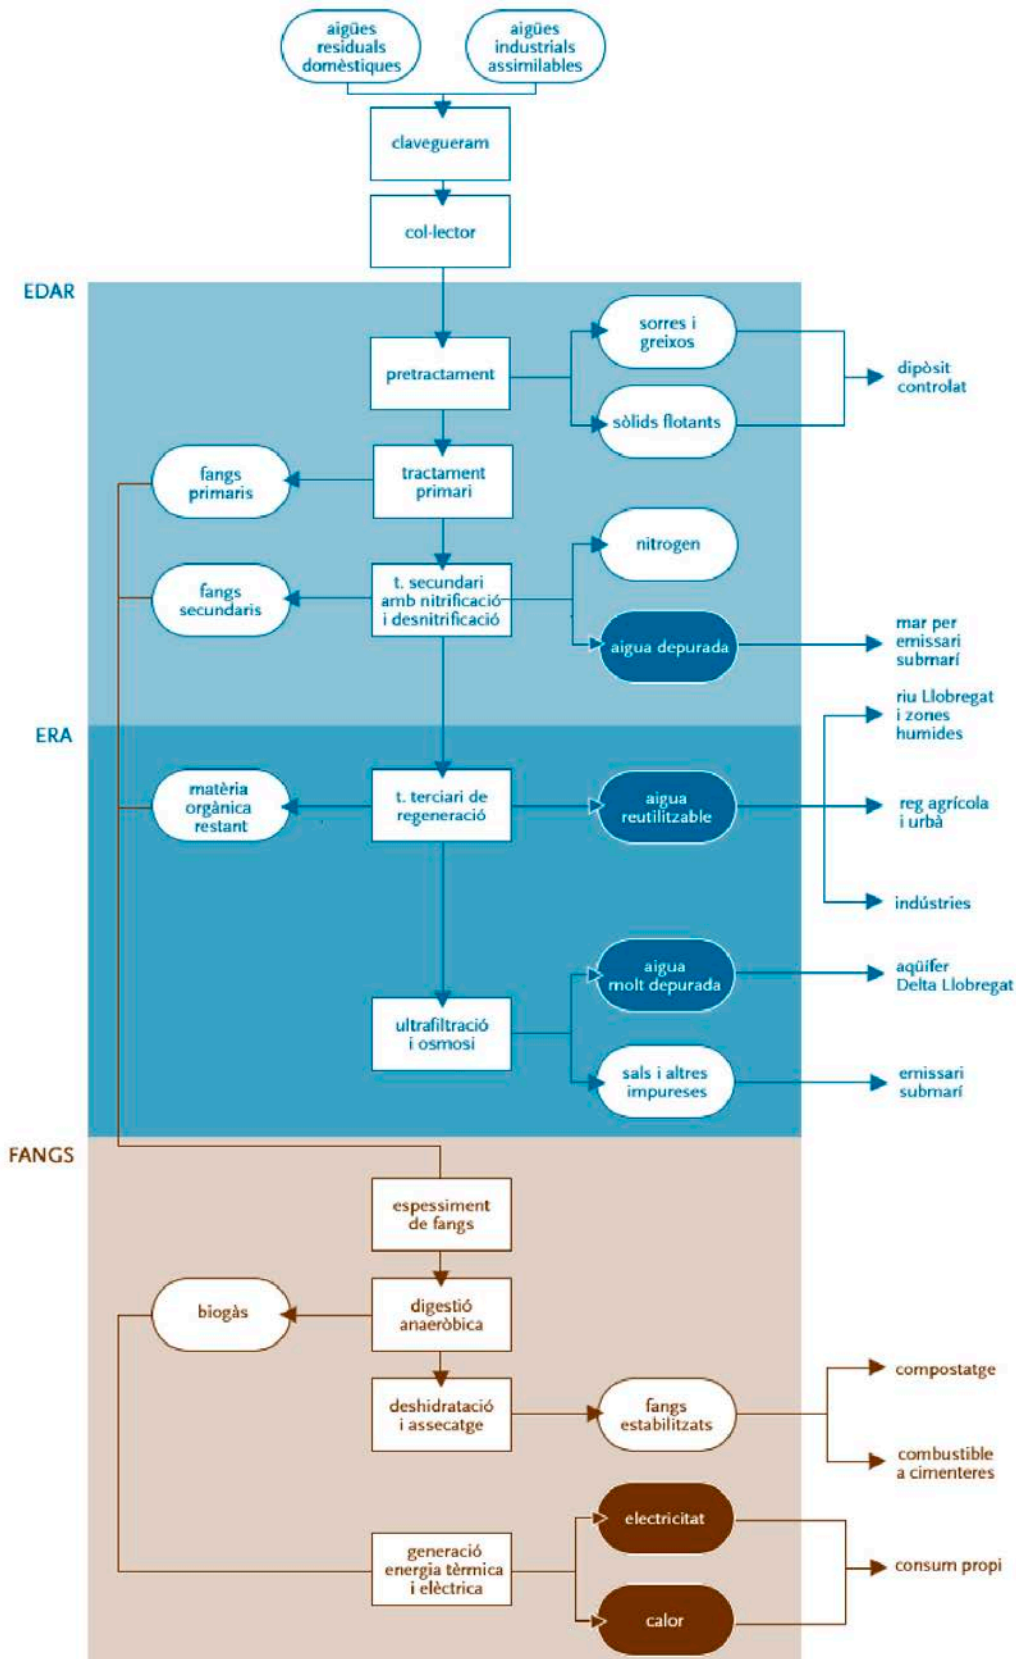 aigües
residuals
domèstiques
aigües
industrials
assimilables
clavegueram
col·lector
EDAR
pretractament
sorres i
greixos
sòlids flotants
dipòsit
controlat
tractament
primari
fangs
primaris
t. secundari
amb nitrificació
i desnitrificació
fangs
secundaris
nitrogen
aigua depurada
mar per
emissari
submarí
ERA
riu Llobregat
i zones
humides
matèria
orgànica
restant
t. terciari de
regeneració
aigua
reutilitzable
reg agrícola
i urbà
indústries
aigua
molt depurada
aqüífer
Delta Llobregat
ultrafiltració
i osmosi
sals i altres
impureses
emissari
submarí
FANGS
espessiment
de fangs
digestió
anaeròbica
biogàs
deshidratació
i assecatge
fangs
estabilitzats
compostatge
combustible
a cimenteres
generació
energia tèrmica
i elèctrica
electricitat
calor
consum propi